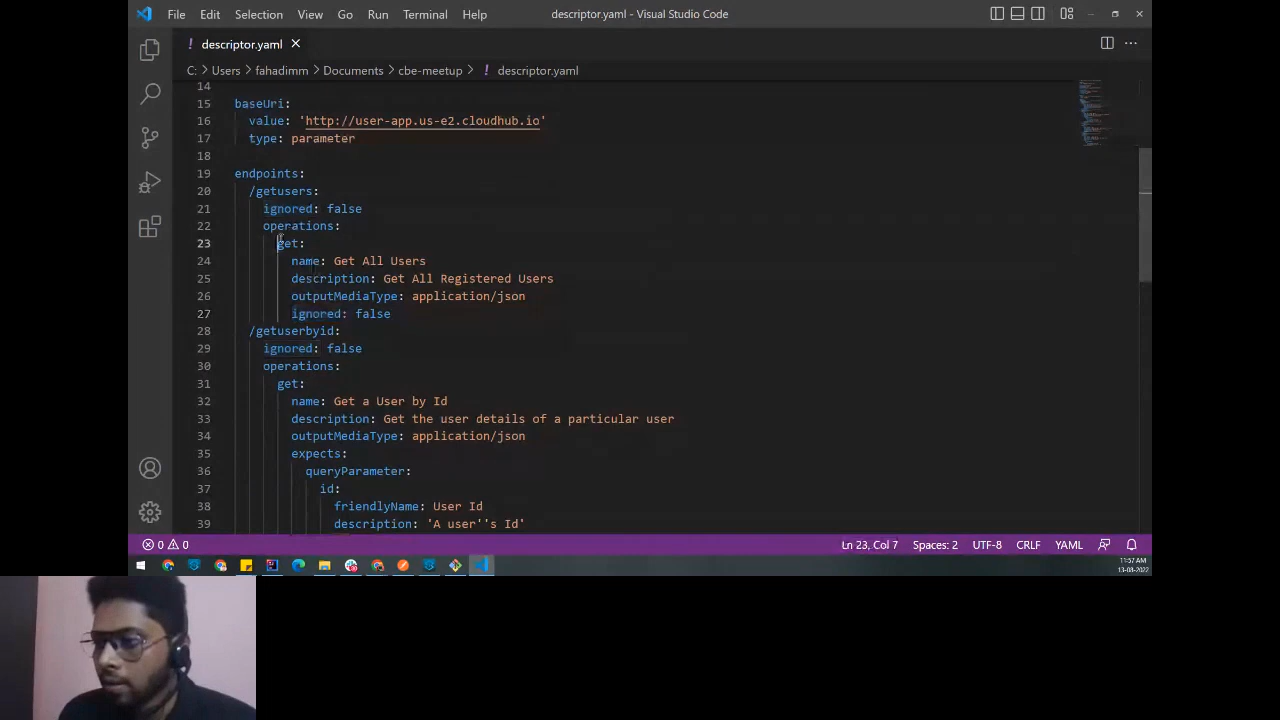 File Edit Selection View Go Run Terminal Help descriptor.yaml - Visual Studio Code
! descriptor.yaml
C: > Users > fahadimm > Documents > cbe-meetup > ! descriptor.yaml
14
15 baseUri:
16 value: 'http://user-app.us-e2.cloudhub.io'
17 type: parameter
18
19 endpoints:
20 /getusers:
21 ignored: false
22 operations:
23 get:
24 name: Get All Users
25 description: Get All Registered Users
26 outputMediaType: application/json
27 ignored: false
28 /getuserbyid:
29 ignored: false
30 operations:
31 get:
32 name: Get a User by Id
33 description: Get the user details of a particular user
34 outputMediaType: application/json
35 expects:
36 queryParameter:
37 id:
38 friendlyName: User Id
39 description: 'A user''s Id'
0 0 Ln 23, Col 7 Spaces: 2 UTF-8 CRLF YAML
11:57 AM
13-08-2022